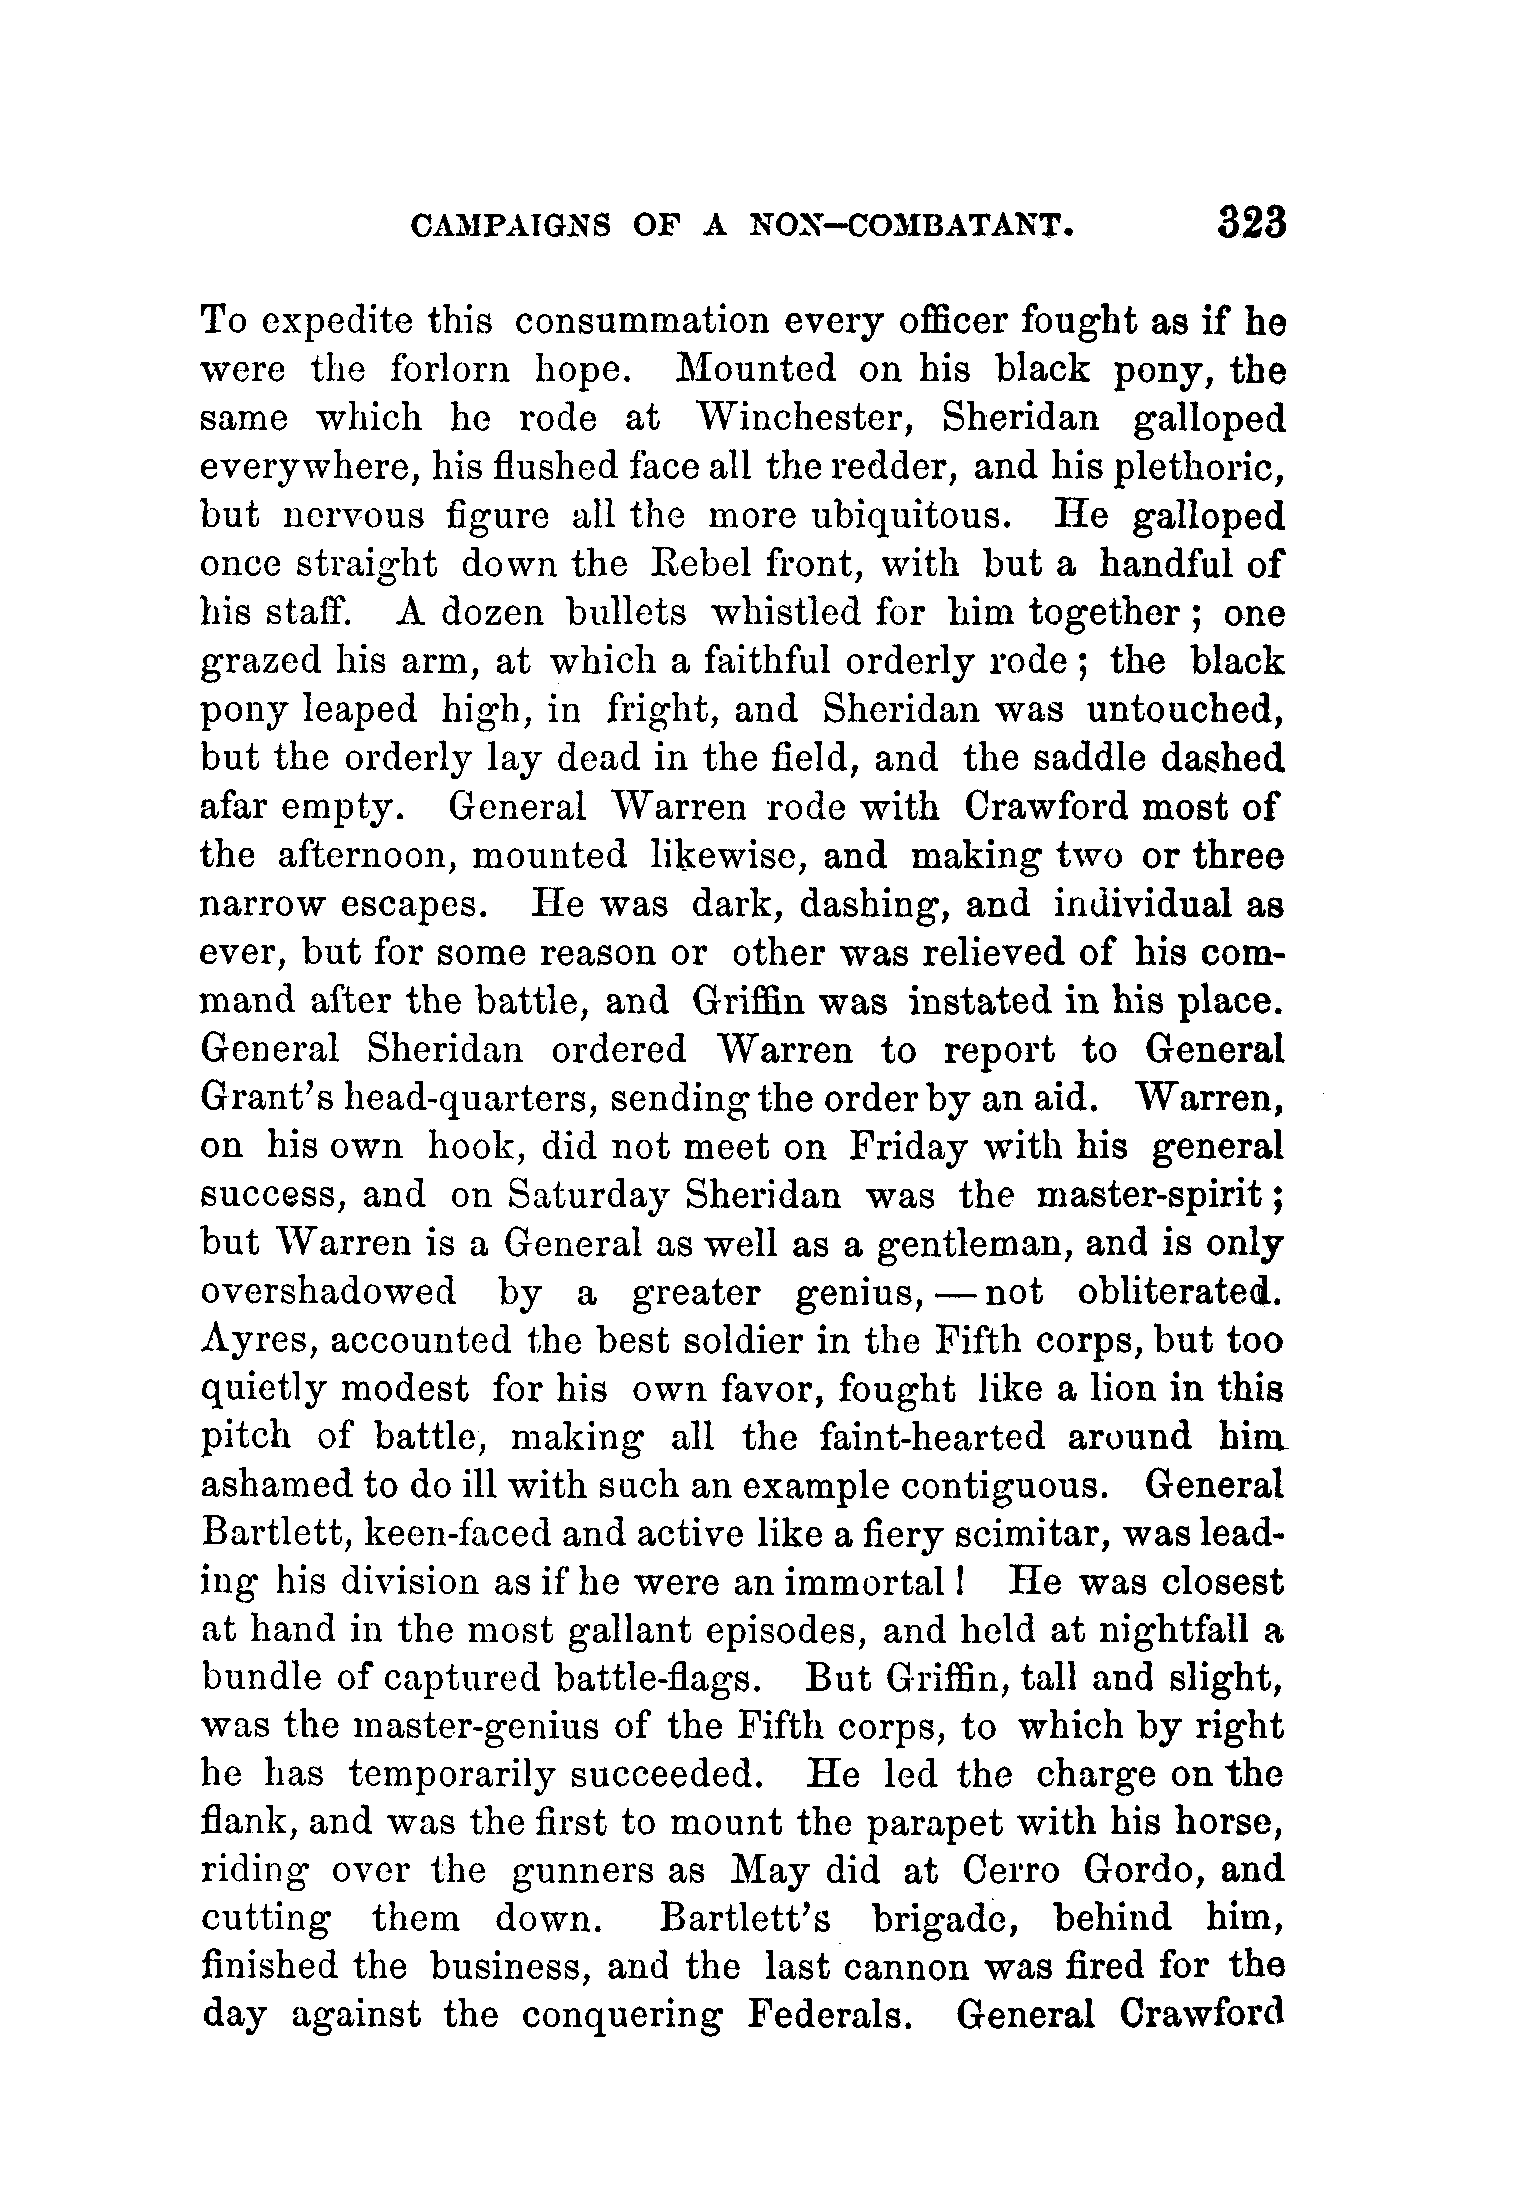 CAMPAIGNS OF A NON-COMBATANT. 323
To expedite this consummation every officer fought as if he
were the forlorn hope. Mounted on his black pony, the
same which he rode at Winchester, Sheridan galloped
everywhere, his flushed face all the redder, and his plethoric,
but nervous figure all the more ubiquitous. He galloped
once straight down the Rebel front, with but a handful of
his staff. A dozen bullets whistled for him together; one
grazed his arm, at which a faithful orderly rode; the black
pony leaped high, in fright, and Sheridan was untouched,
but the orderly lay dead in the field, and the saddle dashed
afar empty. General Warren rode with Crawford most of
the afternoon, mounted likewise, and making two or three
narrow escapes. He was dark, dashing, and individual as
ever, but for some reason or other was relieved of his com-
mand after the battle, and Griffin was instated in his place.
General Sheridan ordered Warren to report to General
Grant's head-quarters, sending the order by an aid. Warren,
on his own hook, did not meet on Friday with his general
success, and on Saturday Sheridan was the master-spirit;
but Warren is a General as well as a gentleman, and is only
overshadowed by a greater genius, — not obliterated.
Ayres, accounted the best soldier in the Fifth corps, but too
quietly modest for his own favor, fought like a lion in this
pitch of battle, making all the faint-hearted around him
ashamed to do ill with such an example contiguous. General
Bartlett, keen-faced and active like a fiery scimitar, was lead-
ing his division as if he were an immortal! He was closest
at hand in the most gallant episodes, and held at nightfall a
bundle of captured battle-flags. But Griffin, tall and slight,
was the master-genius of the Fifth corps, to which by right
he has temporarily succeeded. He led the charge on the
flank, and was the first to mount the parapet with his horse,
riding over the gunners as May did at Cerro Gordo, and
cutting them down. Bartlett's brigade, behind him,
finished the business, and the last cannon was fired for the
day against the conquering Federals. General Crawford